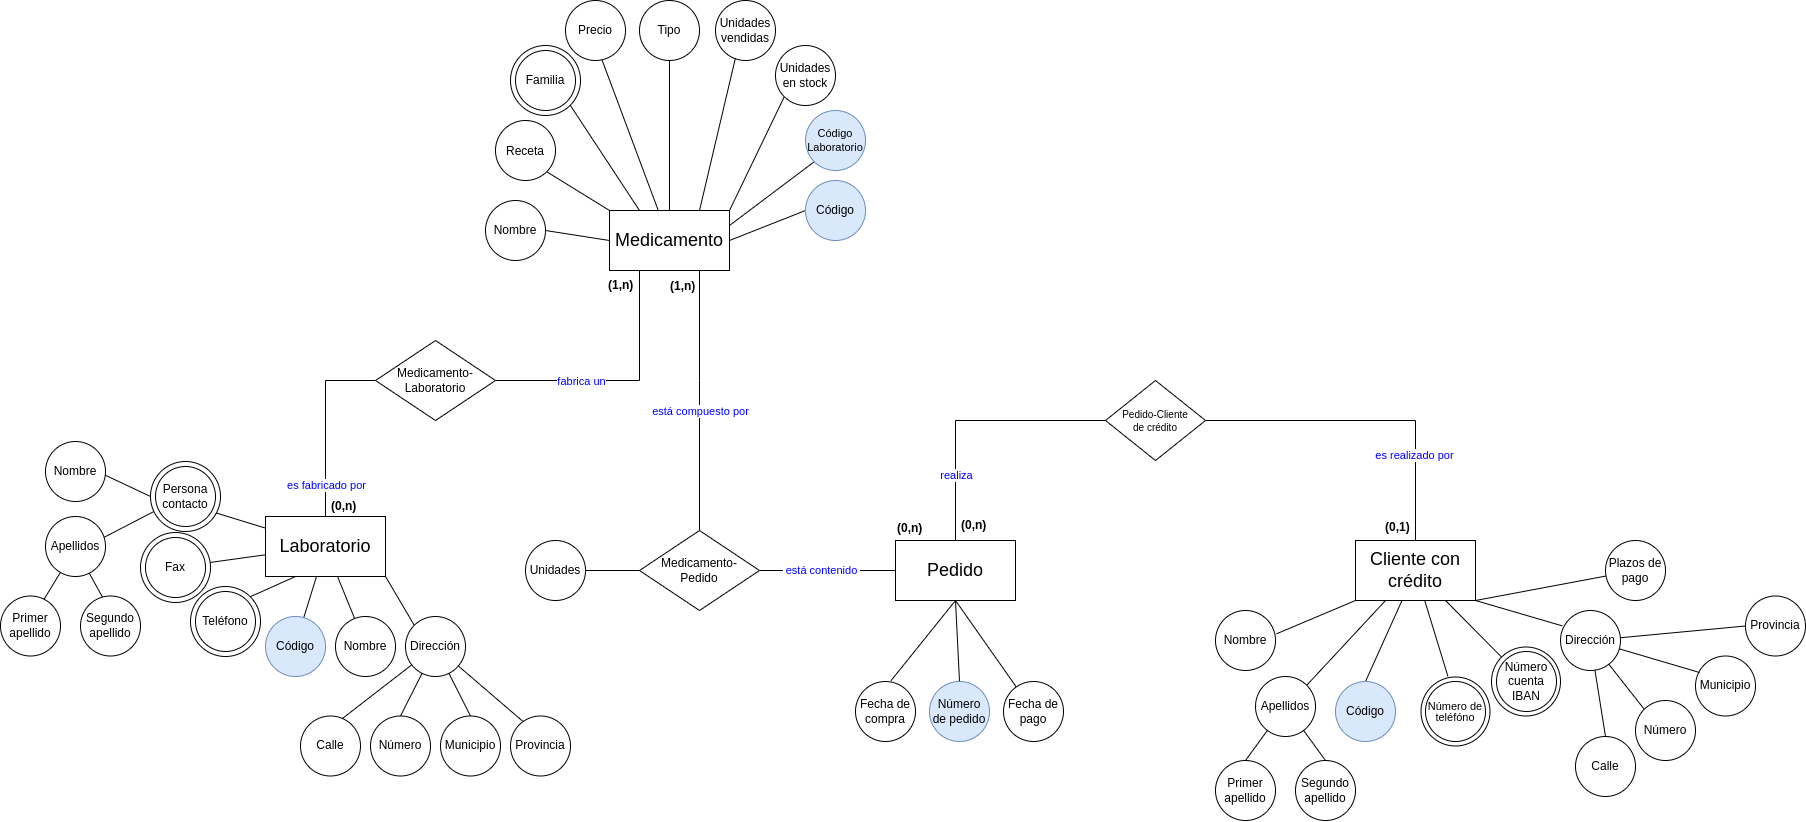 Precio
Tipo
Unidades
vendidas
Familia
Unidades
en stock
Receta
Código
Laboratorio
Nombre
Código
Medicamento
(1,n)
(1,n)
Medicamento-
Laboratorio
fabrica un
está compuesto por
Pedido-Cliente
de crédito
es fabricado por
(0,n)
realiza
es realizado por
(0,n)
(0,n)
(0,1)
Nombre
Persona
contacto
Apellidos
Fax
Laboratorio
Primer
apellido
Segundo
apellido
Teléfono
Código
Nombre
Dirección
Calle
Número
Municipio
Provincia
Unidades
Medicamento-
Pedido
está contenido
Pedido
Fecha de
compra
Número
de pedido
Fecha de
pago
Cliente con
crédito
Plazos de
pago
Nombre
Dirección
Provincia
Apellidos
Código
Número de
teléfóno
Número
cuenta
IBAN
Municipio
Número
Calle
Primer
apellido
Segundo
apellido